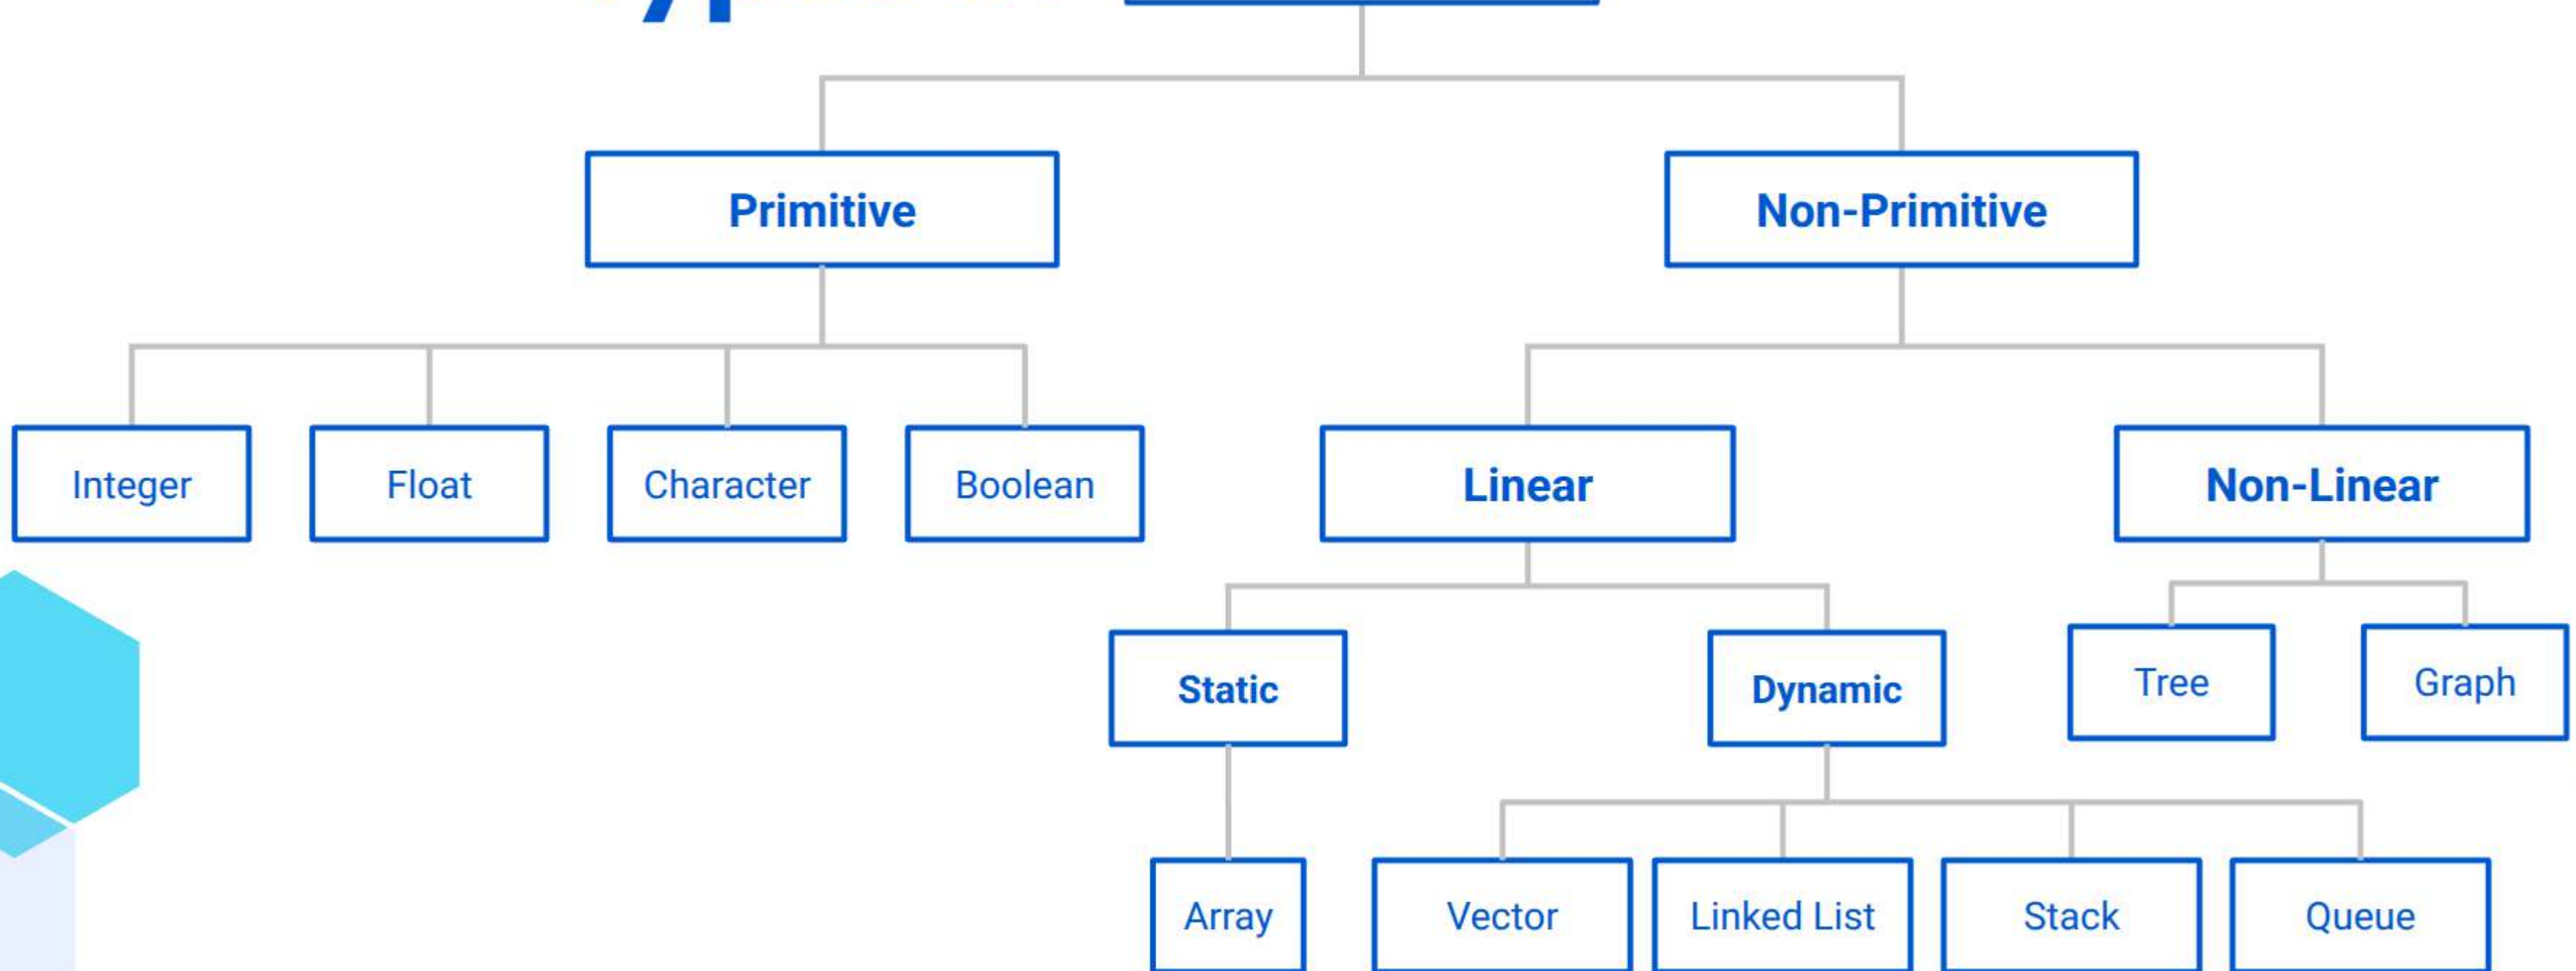 Primitive
Non-Primitive
Integer
Float
Character
Boolean
Linear
Non-Linear
Static
Dynamic
Tree
Graph
Array
Vector
Linked List
Stack
Queue